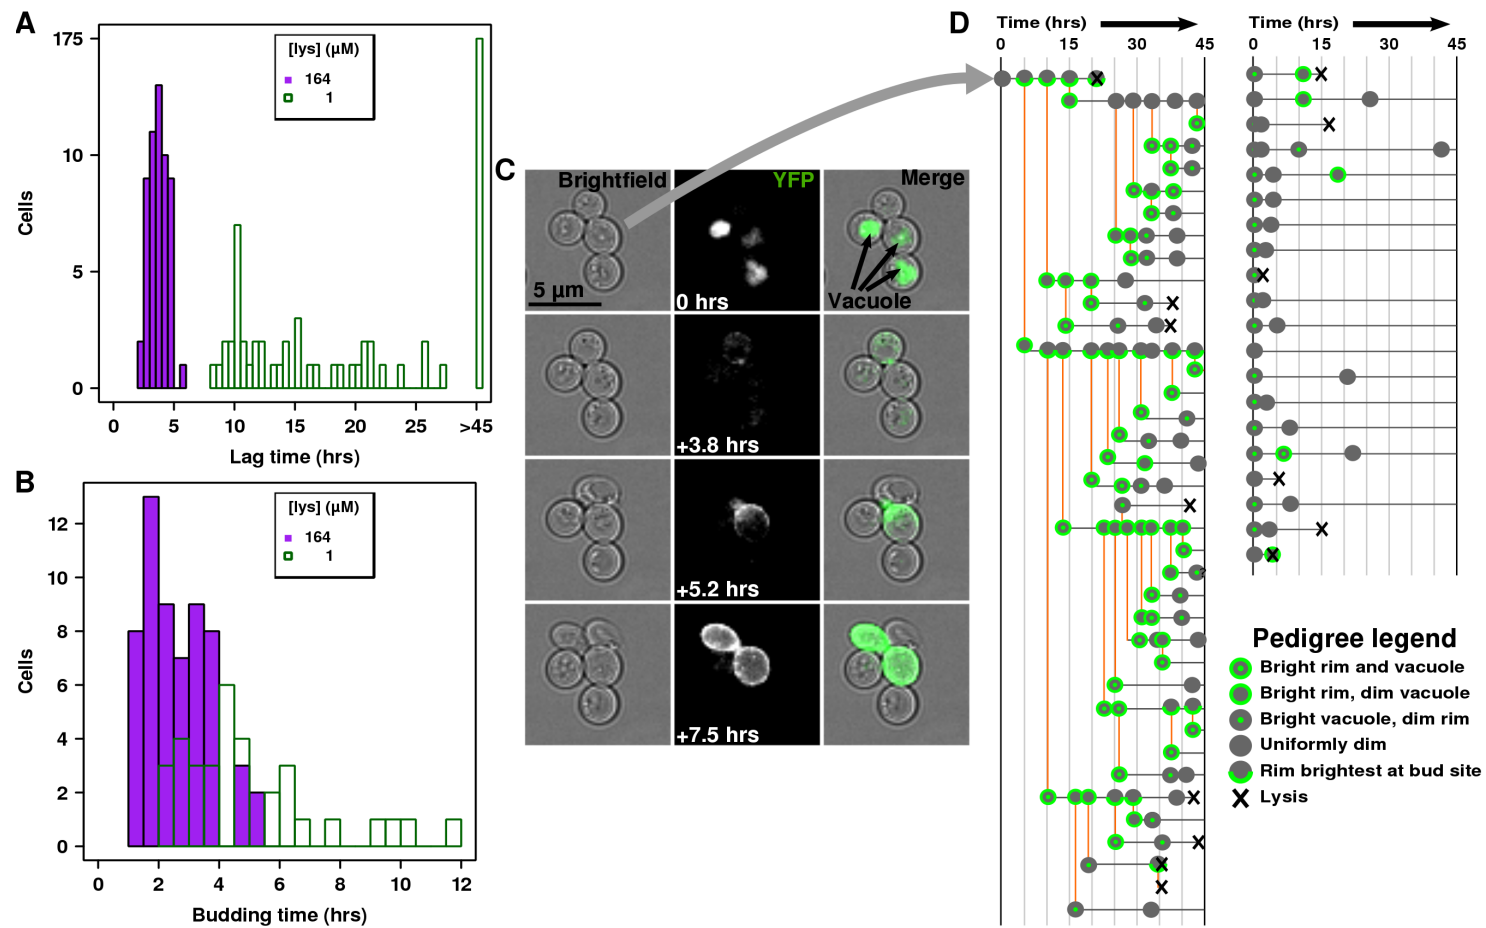 A
175
10
5
0
Cells
[lys] (µM)
164
1
0
5
10
15
20
25
>45
Lag time (hrs)
B
12
10
8
6
4
2
0
Cells
[lys] (µM)
164
1
0
2
4
6
8
10
12
Budding time (hrs)
C
Brightfield
YFP
Merge
5 µm
0 hrs
Vacuole
+3.8 hrs
+5.2 hrs
+7.5 hrs
D
Time (hrs)
0
15
30
45
Time (hrs)
0
15
30
45
Pedigree legend
Bright rim and vacuole
Bright rim, dim vacuole
Bright vacuole, dim rim
Uniformly dim
Rim brightest at bud site
Lysis